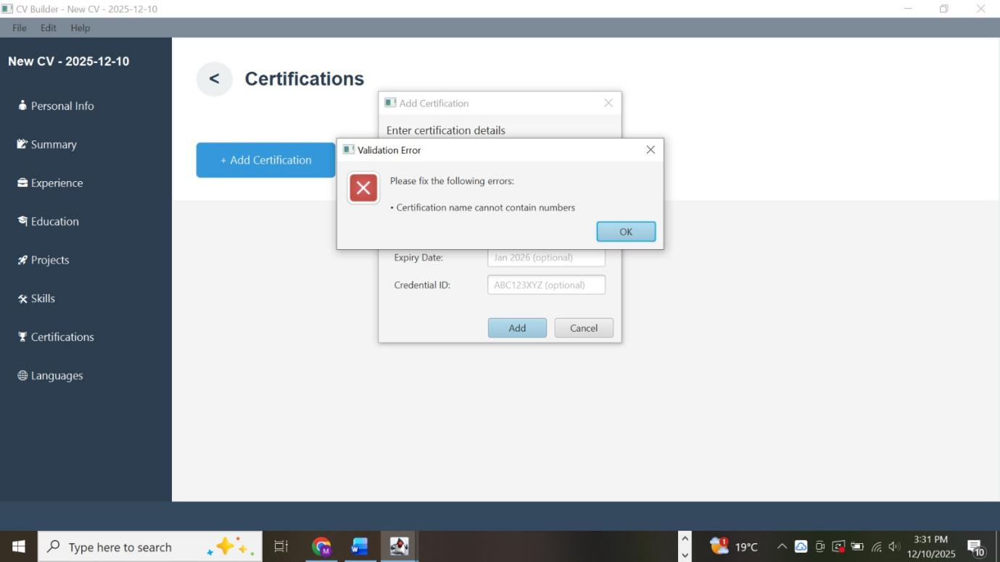 CV Builder - New CV - 2025-12-10
File Edit Help
New CV - 2025-12-10
Personal Info
Summary
Experience
Education
Projects
Skills
Certifications
Languages
<
Certifications
+ Add Certification
Add Certification
Enter certification details
Validation Error
Please fix the following errors:
• Certification name cannot contain numbers
OK
Expiry Date: Jan 2026 (optional)
Credential ID: ABC123XYZ (optional)
Add Cancel
Type here to search
1
19°C
3:31 PM
12/10/2025
10